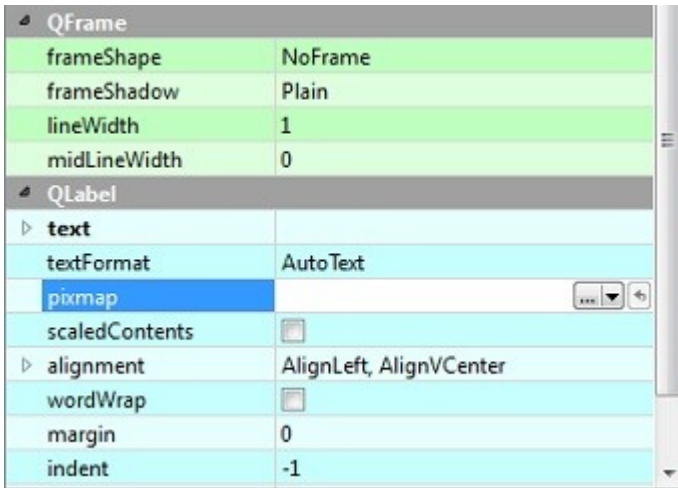 QFrame
frameShape NoFrame
frameShadow Plain
lineWidth 1
midLineWidth 0
QLabel
text
textFormat AutoText
pixmap ...
scaledContents
alignment AlignLeft, AlignVCenter
wordWrap
margin 0
indent -1